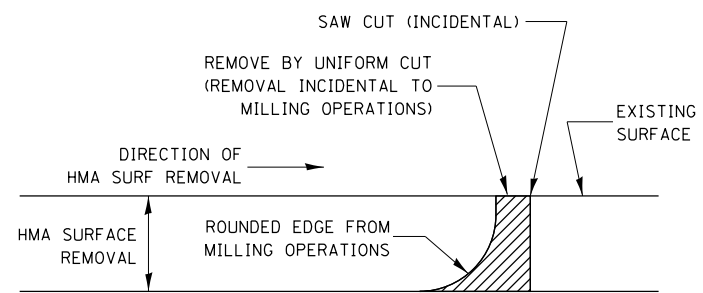 SAW CUT (INCIDENTAL)
REMOVE BY UNIFORM CUT
(REMOVAL INCIDENTAL TO
MILLING OPERATIONS)
EXISTING
SURFACE
DIRECTION OF
HMA SURF REMOVAL
HMA SURFACE
REMOVAL
ROUNDED EDGE FROM
MILLING OPERATIONS